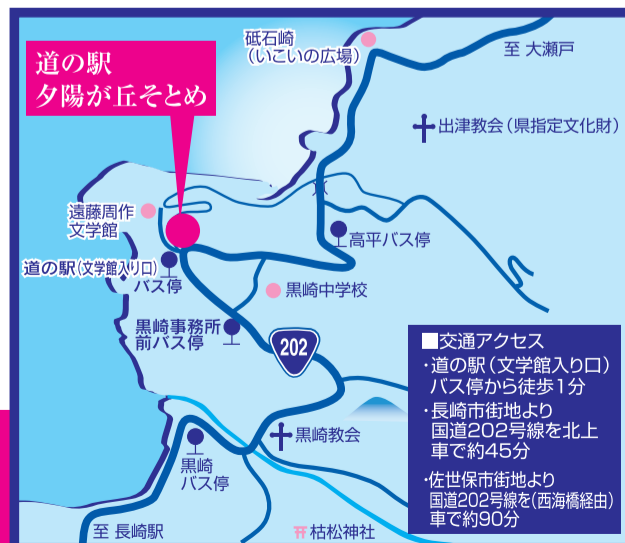 道の駅
夕陽が丘そとめ
砥石崎
（いこいの広場）
至 大瀬戸
出津教会（県指定文化財）
遠藤周作
文学館
高平バス停
道の駅（文学館入り口）
バス停
黒崎中学校
黒崎事務所
前バス停
202
黒崎教会
黒崎
バス停
至 長崎駅
枯松神社
■交通アクセス
・道の駅（文学館入り口）
バス停から徒歩1分
・長崎市街地より
国道202号線を北上
車で約45分
・佐世保市街地より
国道202号線を（西海橋経由）
車で約90分